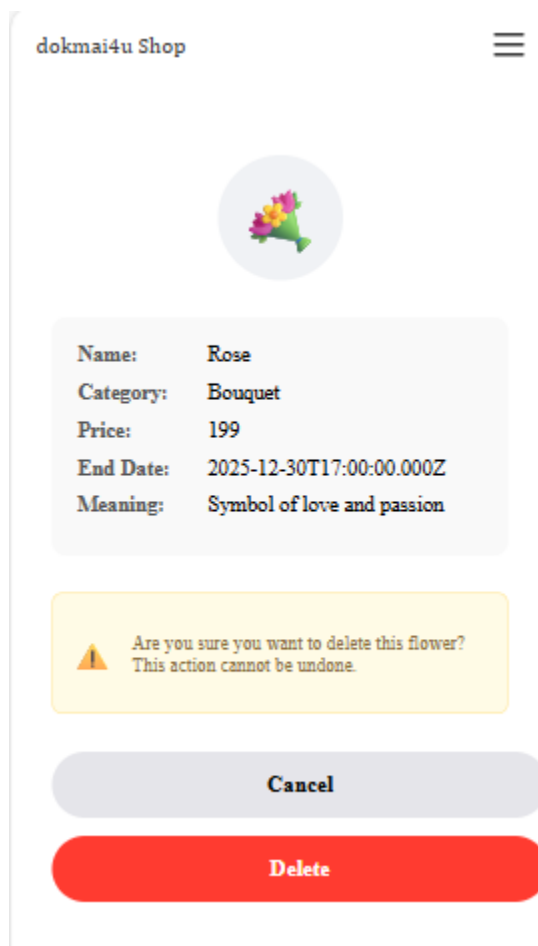 dokmai4u Shop
Name: Rose
Category: Bouquet
Price: 199
End Date: 2025-12-30T17:00:00.000Z
Meaning: Symbol of love and passion
Are you sure you want to delete this flower?
This action cannot be undone.
Cancel
Delete